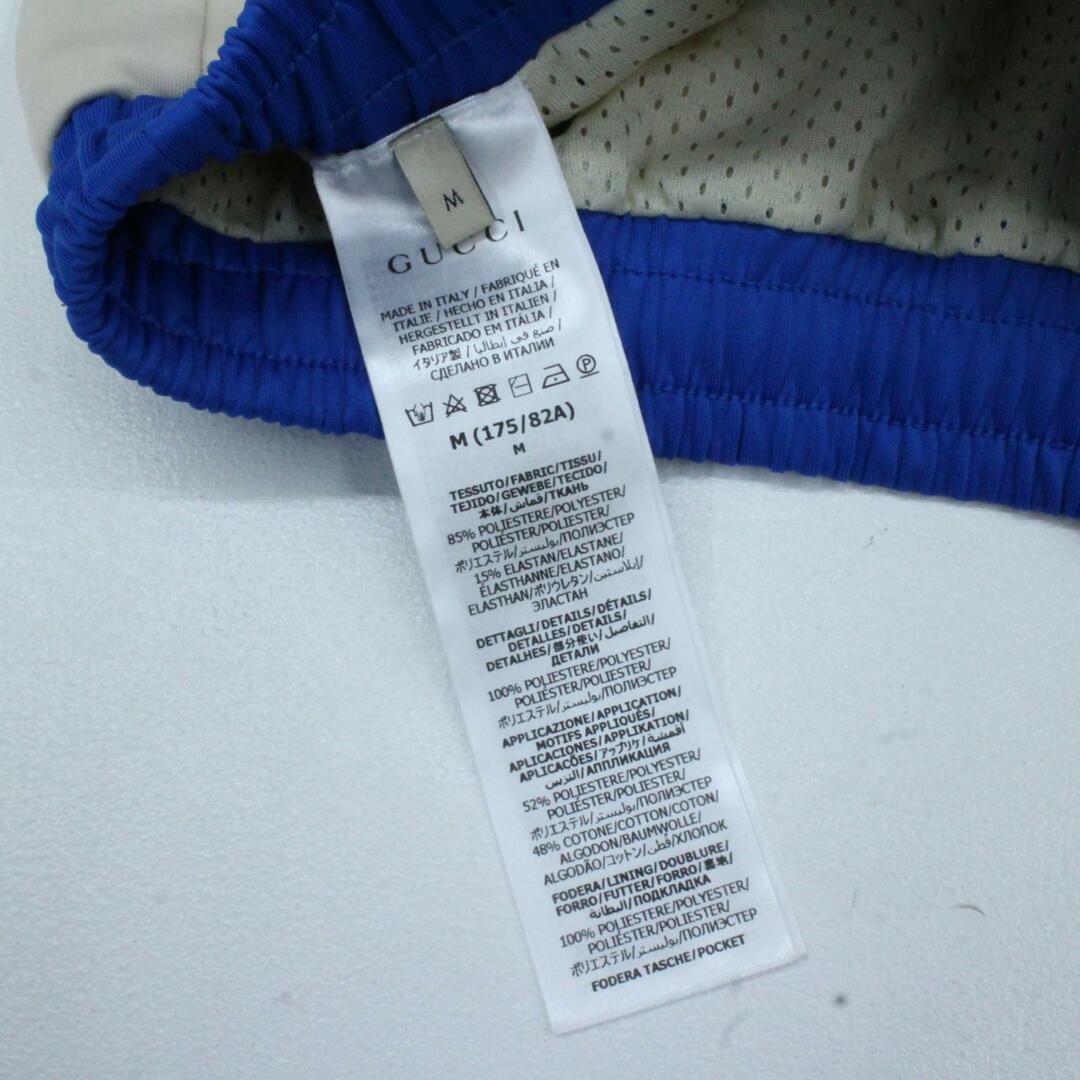 M
GUCCI
MADE IN ITALY / FABRIQUÉ EN
ITALIE / HECHO EN ITALIA /
HERGESTELLT IN ITALIEN /
FABRICADO EM ITÁLIA /
イタリア製 / صنع في إيطاليا /
СДЕЛАНО В ИТАЛИИ
P
M (175/82A)
M
TESSUTO/FABRIC/TISSU/
TEJIDO/GEWEBE/TECIDO/
本体/قماش/ТКАНЬ
85% POLIESTERE/POLYESTER/
POLIÉSTER/POLIESTER/
ポリエステル/بوليستر/ПОЛИЭСТЕР
15% ELASTAN/ELASTANE/
ÉLASTHANNE/ELASTANO/
ELASTHAN/ポリウレタン/إيلاستين/
ЭЛАСТАН
DETTAGLI/DETAILS/DÉTAILS/
DETALLES/DETAILS/
DETALHES/部分使い/التفاصيل/
ДЕТАЛИ
100% POLIESTERE/POLYESTER/
POLIÉSTER/POLIESTER/
ポリエステル/بوليستر/ПОЛИЭСТЕР
APPLICAZIONE/APPLICATION/
MOTIFS APPLIQUÉS/
APLICACIONES/APPLIKATION/
APLICAÇÕES/アップリケ/أقمشة
التزيين/АППЛИКАЦИЯ
52% POLIESTERE/POLYESTER/
POLIÉSTER/POLIESTER/
ポリエステル/بوليستر/ПОЛИЭСТЕР
48% COTONE/COTTON/COTON/
ALGODON/BAUMWOLLE/
ALGODÃO/コットン/قطن/ХЛОПОК
FODERA/LINING/DOUBLURE/
FORRO/FUTTER/FORRO/裏地/
البطانة/ПОДКЛАДКА
100% POLIESTERE/POLYESTER/
POLIÉSTER/POLIESTER/
ポリエステル/بوليستر/ПОЛИЭСТЕР
FODERA TASCHE/POCKET